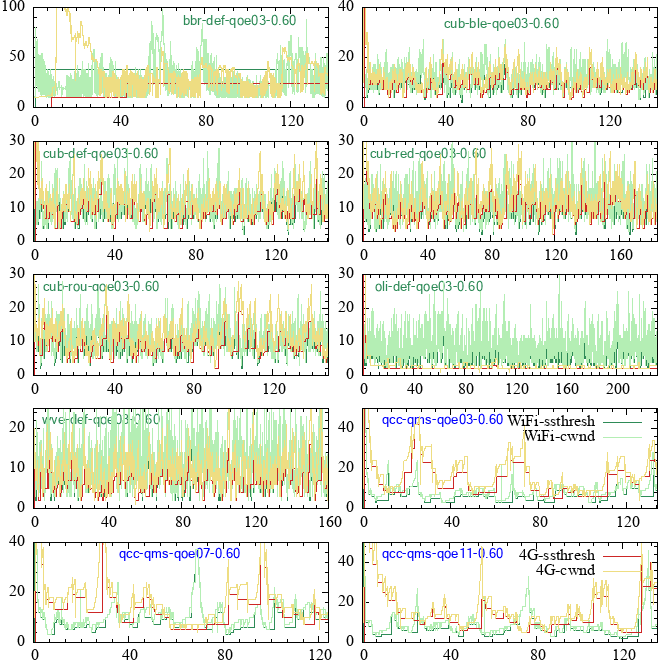 100
bbr-def-qoe03-0.60
50
0
0 40 80 120
40
cub-ble-qoe03-0.60
20
0
0 40 80 120
30
cub-def-qoe03-0.60
20
10
0
0 40 80 120
30
cub-red-qoe03-0.60
20
10
0
0 40 80 120 160
30
cub-rou-qoe03-0.60
20
10
0
0 40 80 120
30
oli-def-qoe03-0.60
20
10
0
0 40 80 120 160 200
wve-def-qoe03-0.60
20
10
0
0 40 80 120 160
qcc-qms-qoe03-0.60
WiFi-ssthresh
WiFi-cwnd
40
20
0
0 40 80 120
40
qcc-qms-qoe07-0.60
20
0
0 40 80 120
qcc-qms-qoe11-0.60
4G-ssthresh
4G-cwnd
40
20
0
0 40 80 120